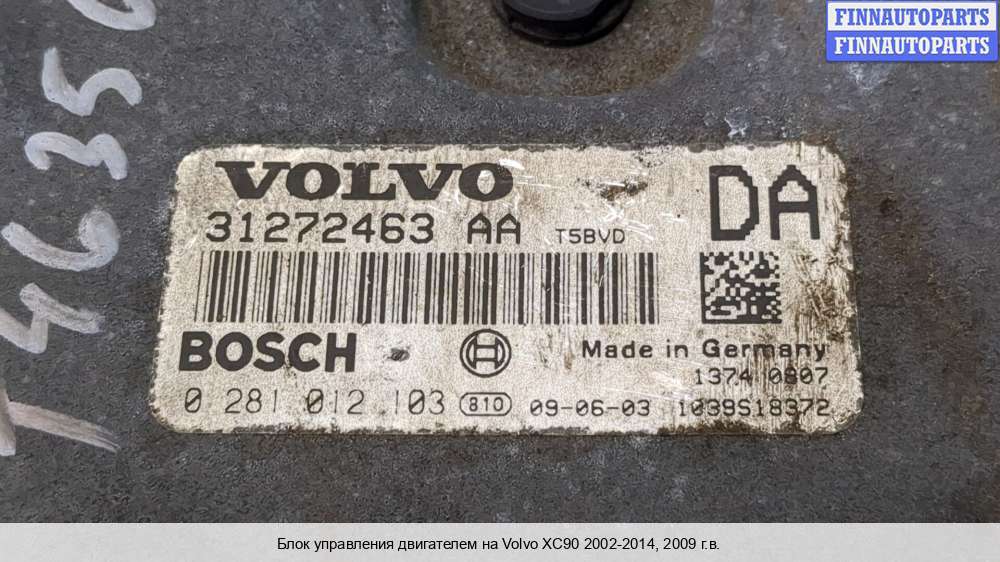 FINNAUTOPARTS
FINNAUTOPARTS
4635
VOLVO
DA
31272463 AA T5BVD
BOSCH
Made in Germany
1374 0807
0 281 012 103 810 09-06-03 1039S18372
Блок управления двигателем на Volvo XC90 2002-2014, 2009 г.в.